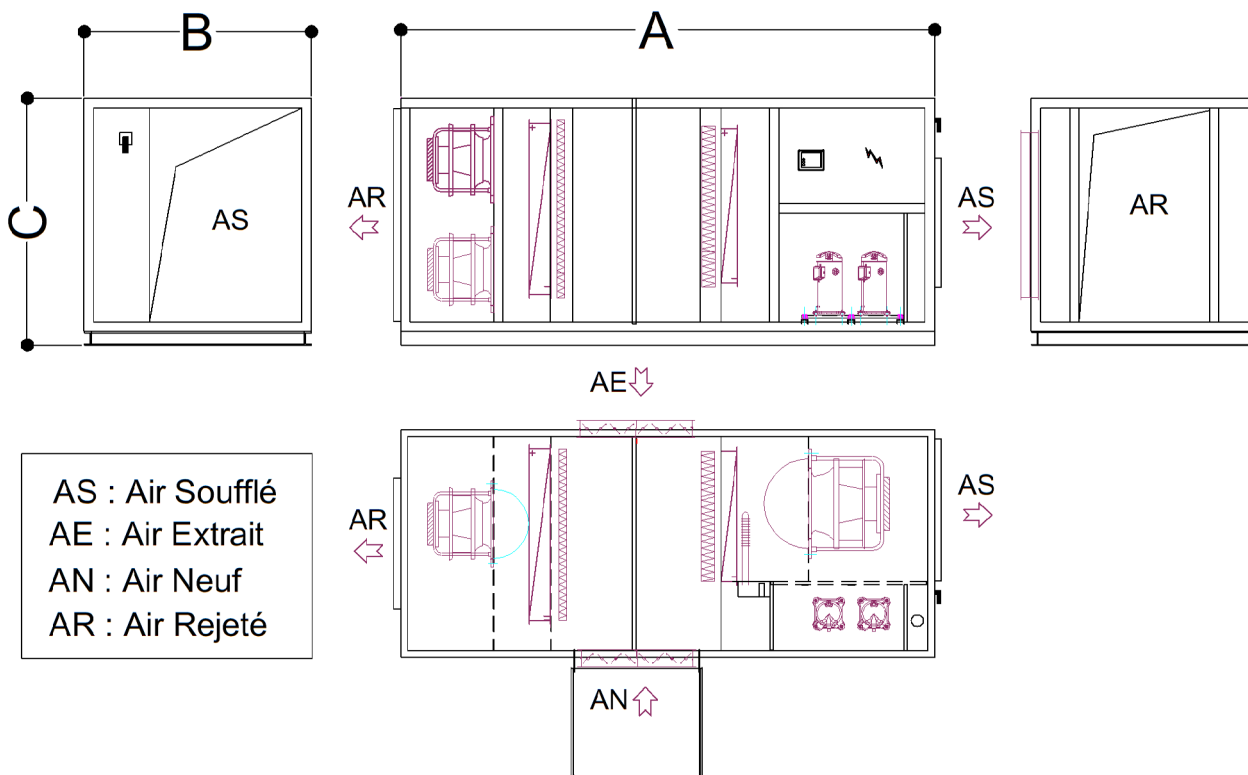 B
A
C
AS
AR
AS
AR
AE
AS : Air Soufflé
AE : Air Extrait
AN : Air Neuf
AR : Air Rejeté
AR
AS
AN